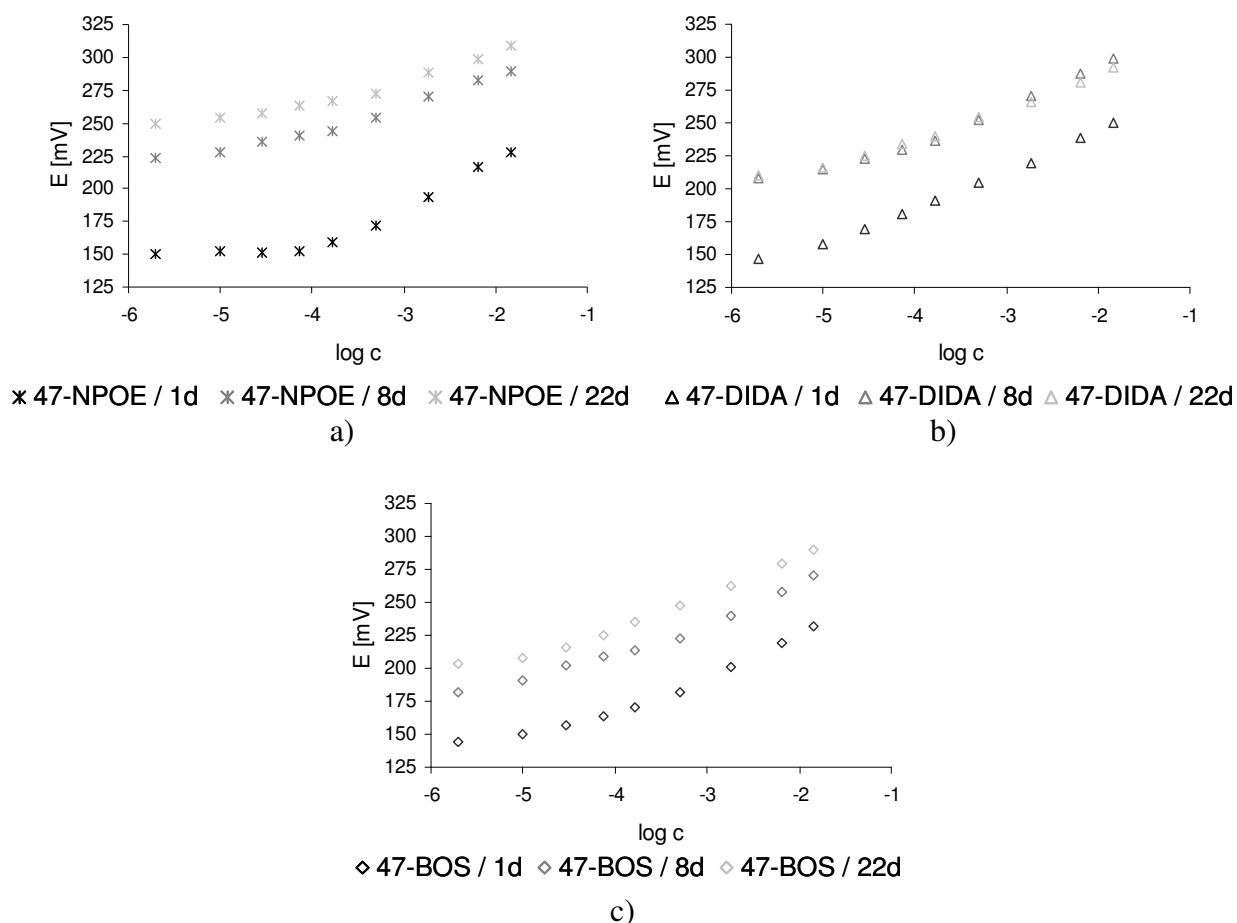 325
300
275
250
225
200
175
150
125
E [mV]
-6 -5 -4 -3 -2 -1
log c
47-NPOE / 1d 47-NPOE / 8d 47-NPOE / 22d
a)
325
300
275
250
225
200
175
150
125
E [mV]
-6 -5 -4 -3 -2 -1
log c
47-DIDA / 1d 47-DIDA / 8d 47-DIDA / 22d
b)
325
300
275
250
225
200
175
150
125
E [mV]
-6 -5 -4 -3 -2 -1
log c
47-BOS / 1d 47-BOS / 8d 47-BOS / 22d
c)